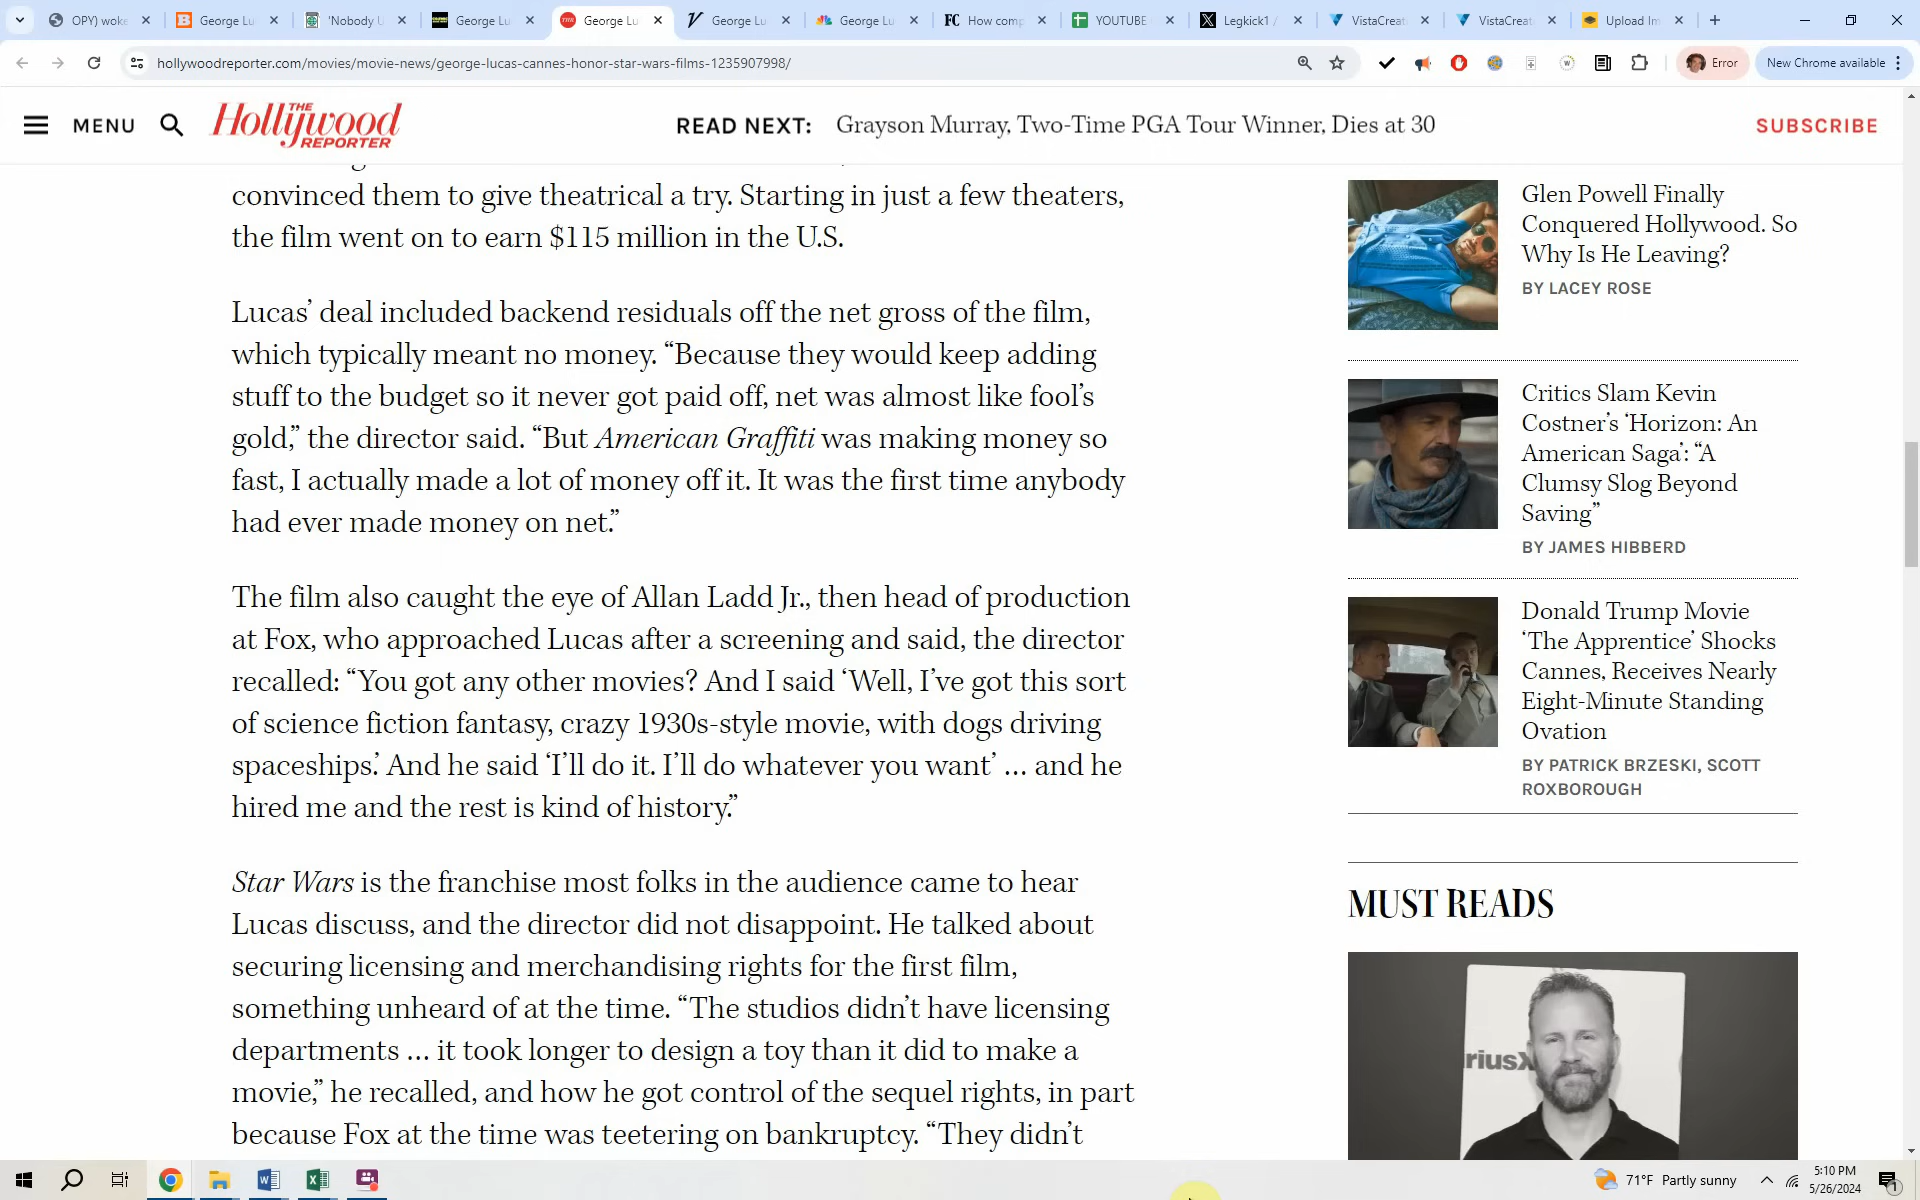 OPY) woke
George Lu
'Nobody U
George Lu
George Lu
George Lu
George Lu
How comp
YOUTUBE
Legkick1 /
VistaCreat
VistaCreat
Upload Im
hollywoodreporter.com/movies/movie-news/george-lucas-cannes-honor-star-wars-films-1235907998/
Error
New Chrome available
MENU
THE
Hollywood
REPORTER
READ NEXT: Grayson Murray, Two-Time PGA Tour Winner, Dies at 30
SUBSCRIBE
convinced them to give theatrical a try. Starting in just a few theaters,
the film went on to earn $115 million in the U.S.
Lucas’ deal included backend residuals off the net gross of the film,
which typically meant no money. “Because they would keep adding
stuff to the budget so it never got paid off, net was almost like fool’s
gold,” the director said. “But American Graffiti was making money so
fast, I actually made a lot of money off it. It was the first time anybody
had ever made money on net.”
The film also caught the eye of Allan Ladd Jr., then head of production
at Fox, who approached Lucas after a screening and said, the director
recalled: “You got any other movies? And I said ‘Well, I’ve got this sort
of science fiction fantasy, crazy 1930s-style movie, with dogs driving
spaceships.’ And he said ‘I’ll do it. I’ll do whatever you want’ … and he
hired me and the rest is kind of history.”
Star Wars is the franchise most folks in the audience came to hear
Lucas discuss, and the director did not disappoint. He talked about
securing licensing and merchandising rights for the first film,
something unheard of at the time. “The studios didn’t have licensing
departments … it took longer to design a toy than it did to make a
movie,” he recalled, and how he got control of the sequel rights, in part
because Fox at the time was teetering on bankruptcy. “They didn’t
Glen Powell Finally
Conquered Hollywood. So
Why Is He Leaving?
BY LACEY ROSE
Critics Slam Kevin
Costner’s ‘Horizon: An
American Saga’: “A
Clumsy Slog Beyond
Saving”
BY JAMES HIBBERD
Donald Trump Movie
‘The Apprentice’ Shocks
Cannes, Receives Nearly
Eight-Minute Standing
Ovation
BY PATRICK BRZESKI, SCOTT
ROXBOROUGH
MUST READS
riusX
71°F Partly sunny
5:10 PM
5/26/2024
1